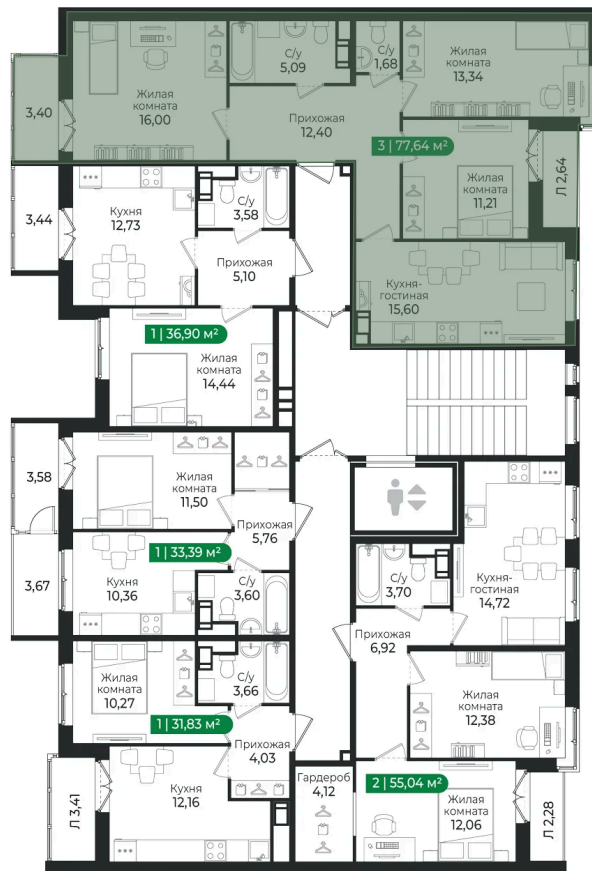 С/у
5,09
С/у
1,68
Жилая
комната
13,34
Жилая
комната
16,00
3,40
Прихожая
12,40
3 | 77,64 м²
Жилая
комната
11,21
Л 2,64
Кухня-
гостиная
15,60
3,44
Кухня
12,73
С/у
3,58
Прихожая
5,10
1 | 36,90 м²
Жилая
комната
14,44
3,58
Жилая
комната
11,50
Прихожая
5,76
1 | 33,39 м²
3,67
Кухня
10,36
С/у
3,60
С/у
3,70
Кухня-
гостиная
14,72
Прихожая
6,92
Жилая
комната
10,27
С/у
3,66
1 | 31,83 м²
Прихожая
4,03
Жилая
комната
12,38
Л 3,41
Кухня
12,16
Гардероб
4,12
2 | 55,04 м²
Жилая
комната
12,06
Л 2,28